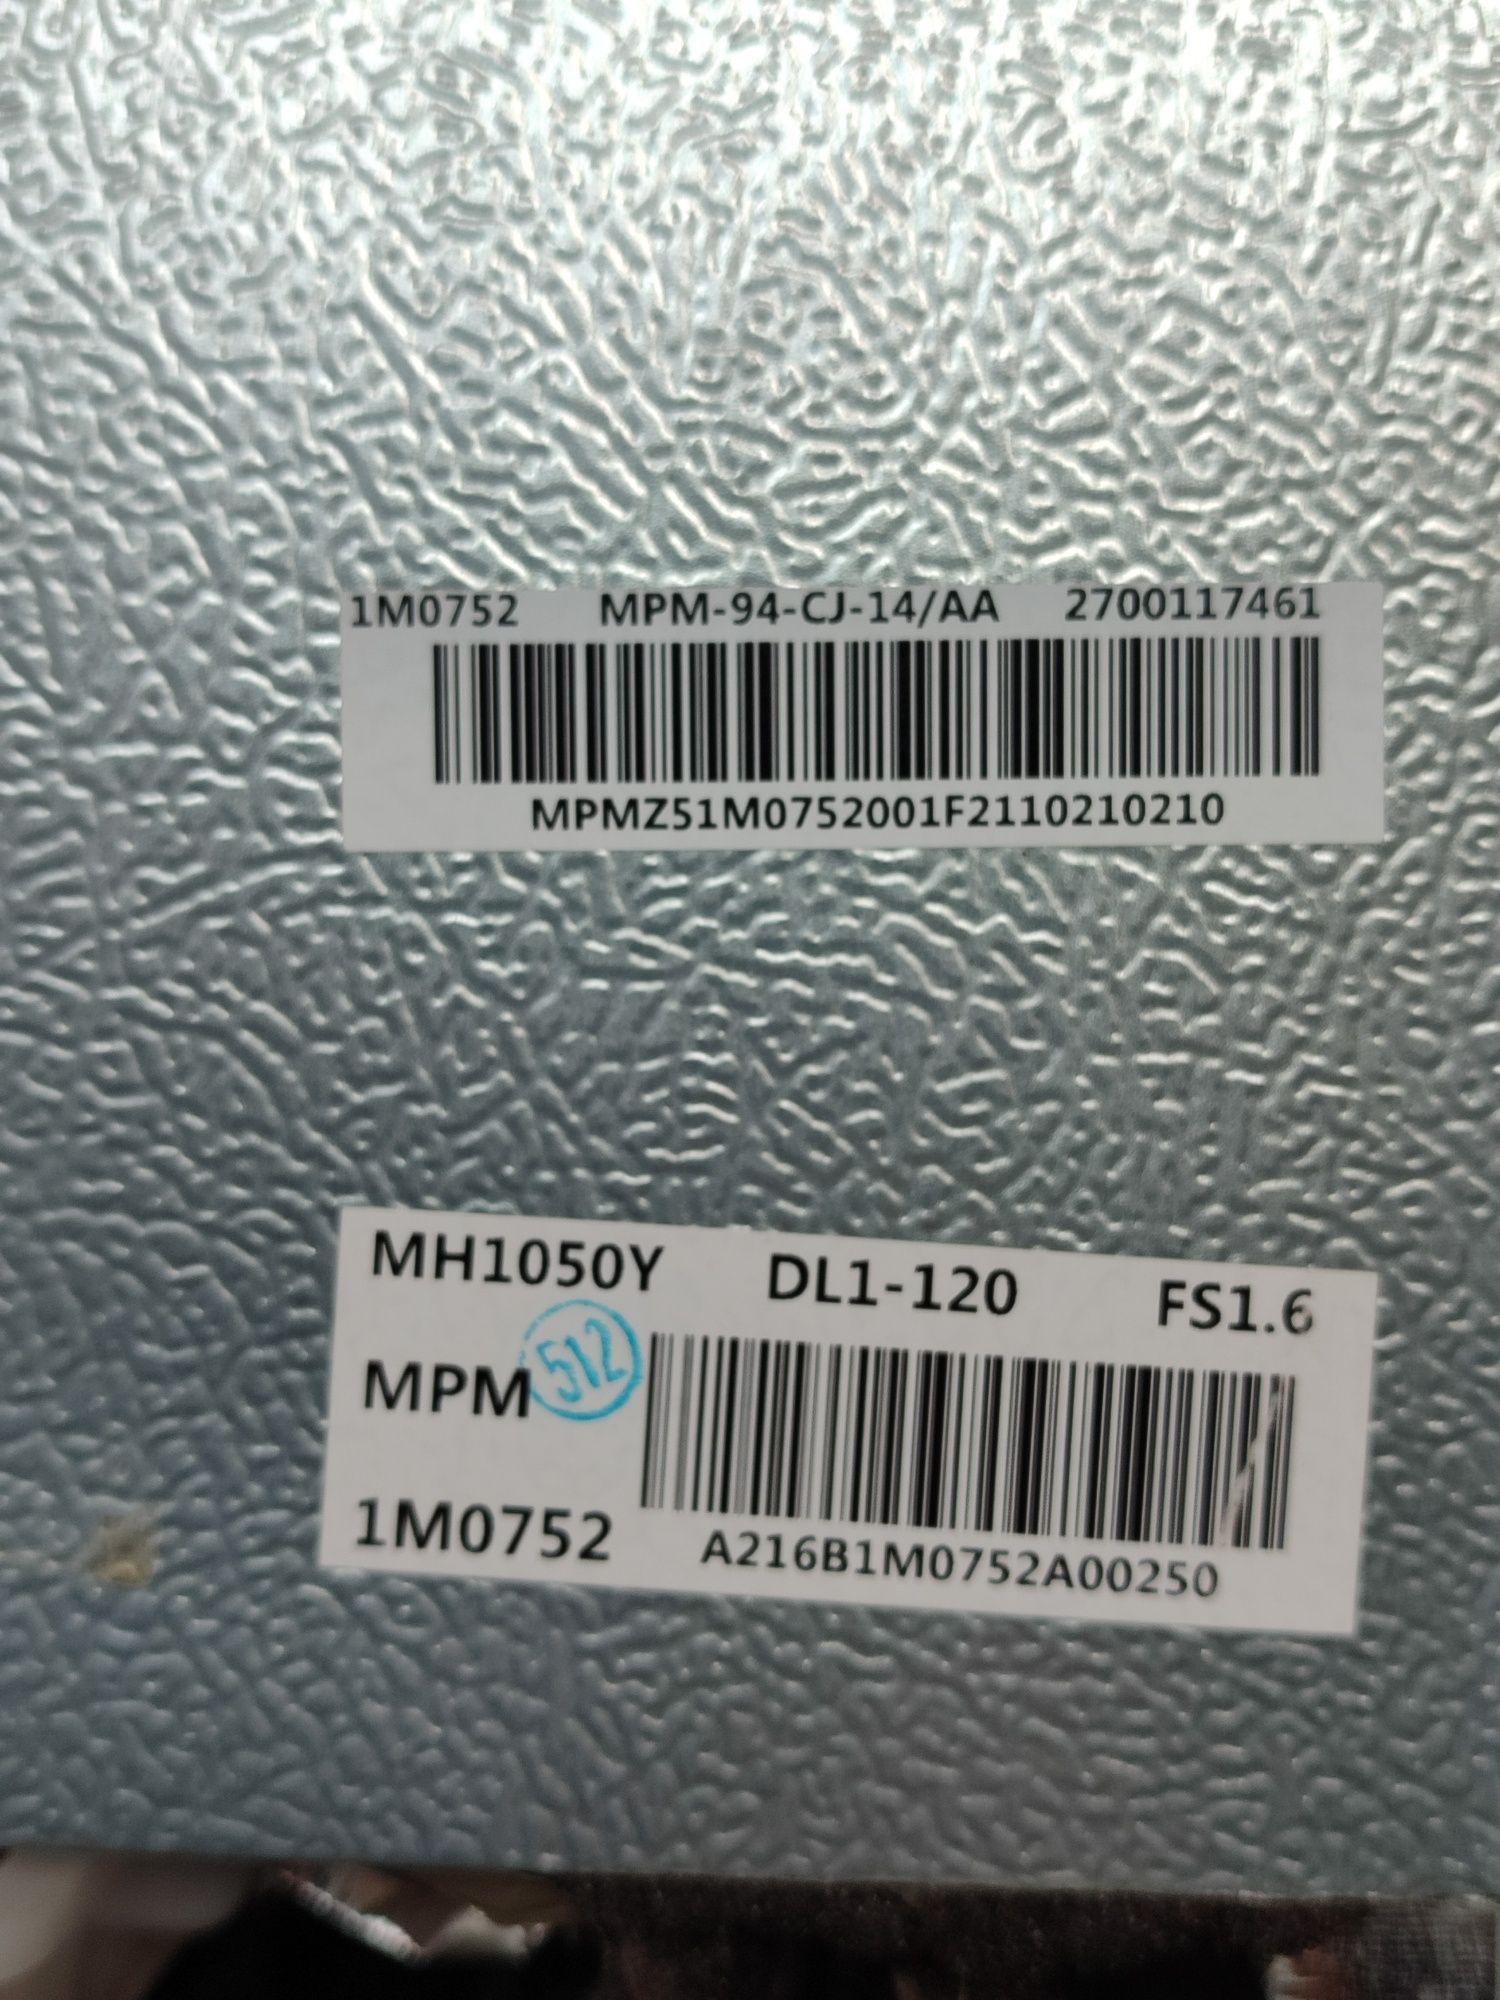 1M0752 MPM-94-CJ-14/AA 2700117461
MPMZ51M0752001F2110210210
MH1050Y DL1-120 FS1.6
MPM 512
1M0752 A216B1M0752A00250